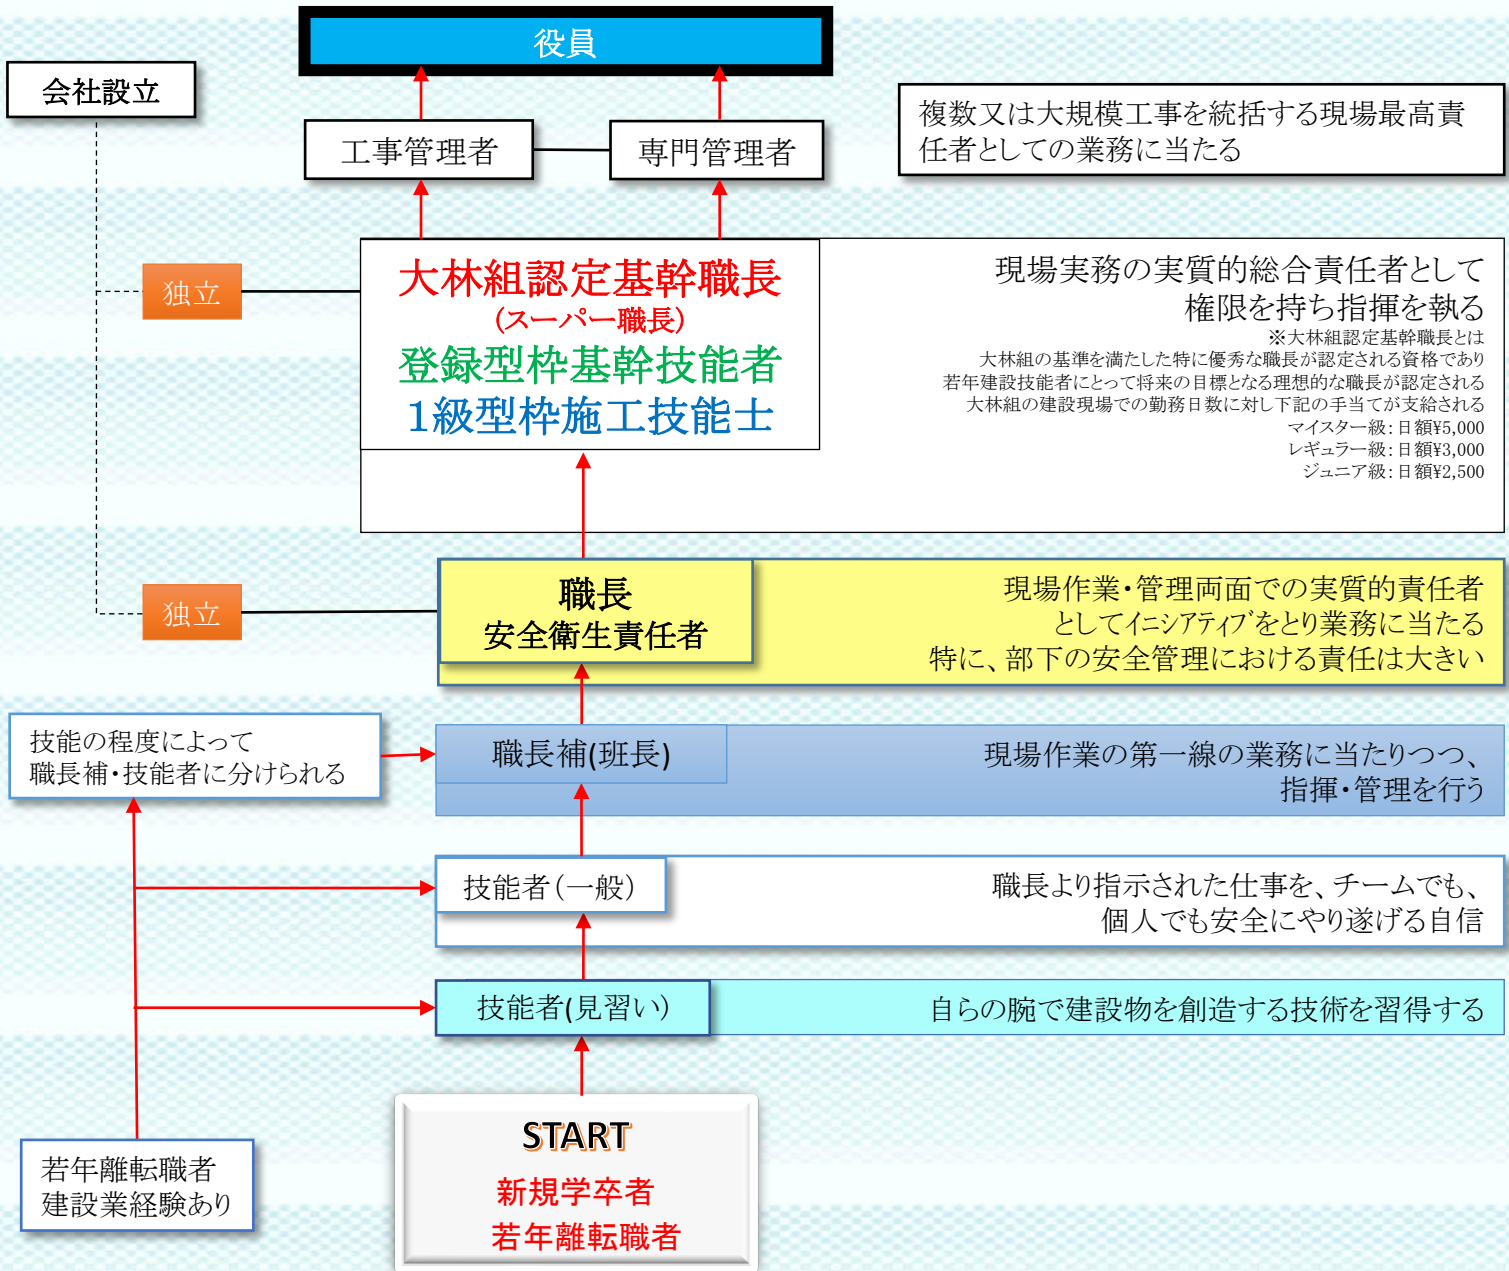 役員
会社設立
工事管理者
専門管理者
複数又は大規模工事を統括する現場最高責
任者としての業務に当たる
独立
大林組認定基幹職長
(スーパー職長)
登録型枠基幹技能者
1級型枠施工技能士
現場実務の実質的総合責任者として
権限を持ち指揮を執る
※大林組認定基幹職長とは
大林組の基準を満たした特に優秀な職長が認定される資格であり
若年建設技能者にとって将来の目標となる理想的な職長が認定される
大林組の建設現場での勤務日数に対し下記の手当てが支給される
マイスター級:日額¥5,000
レギュラー級:日額¥3,000
ジュニア級:日額¥2,500
独立
職長
安全衛生責任者
現場作業・管理両面での実質的責任者
としてイニシアティブをとり業務に当たる
特に、部下の安全管理における責任は大きい
技能の程度によって
職長補・技能者に分けられる
職長補(班長)
現場作業の第一線の業務に当たりつつ、
指揮・管理を行う
技能者(一般)
職長より指示された仕事を、チームでも、
個人でも安全にやり遂げる自信
技能者(見習い)
自らの腕で建設物を創造する技術を習得する
START
新規学卒者
若年離転職者
若年離転職者
建設業経験あり